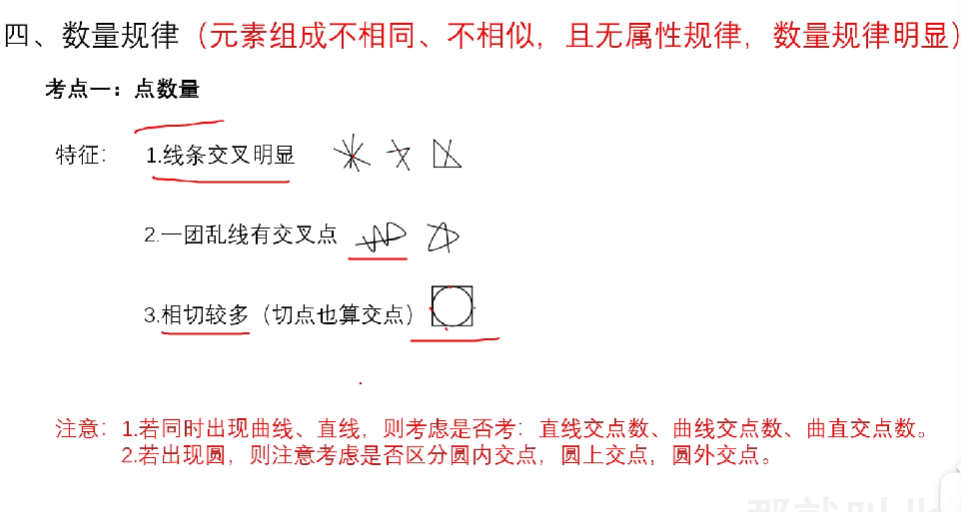 四、数量规律（元素组成不相同、不相似，且无属性规律，数量规律明显）
考点一：点数量
特征： 1.线条交叉明显
2.一团乱线有交叉点
3.相切较多（切点也算交点）
注意：1.若同时出现曲线、直线，则考虑是否考：直线交点数、曲线交点数、曲直交点数。
2.若出现圆，则注意考虑是否区分圆内交点，圆上交点，圆外交点。